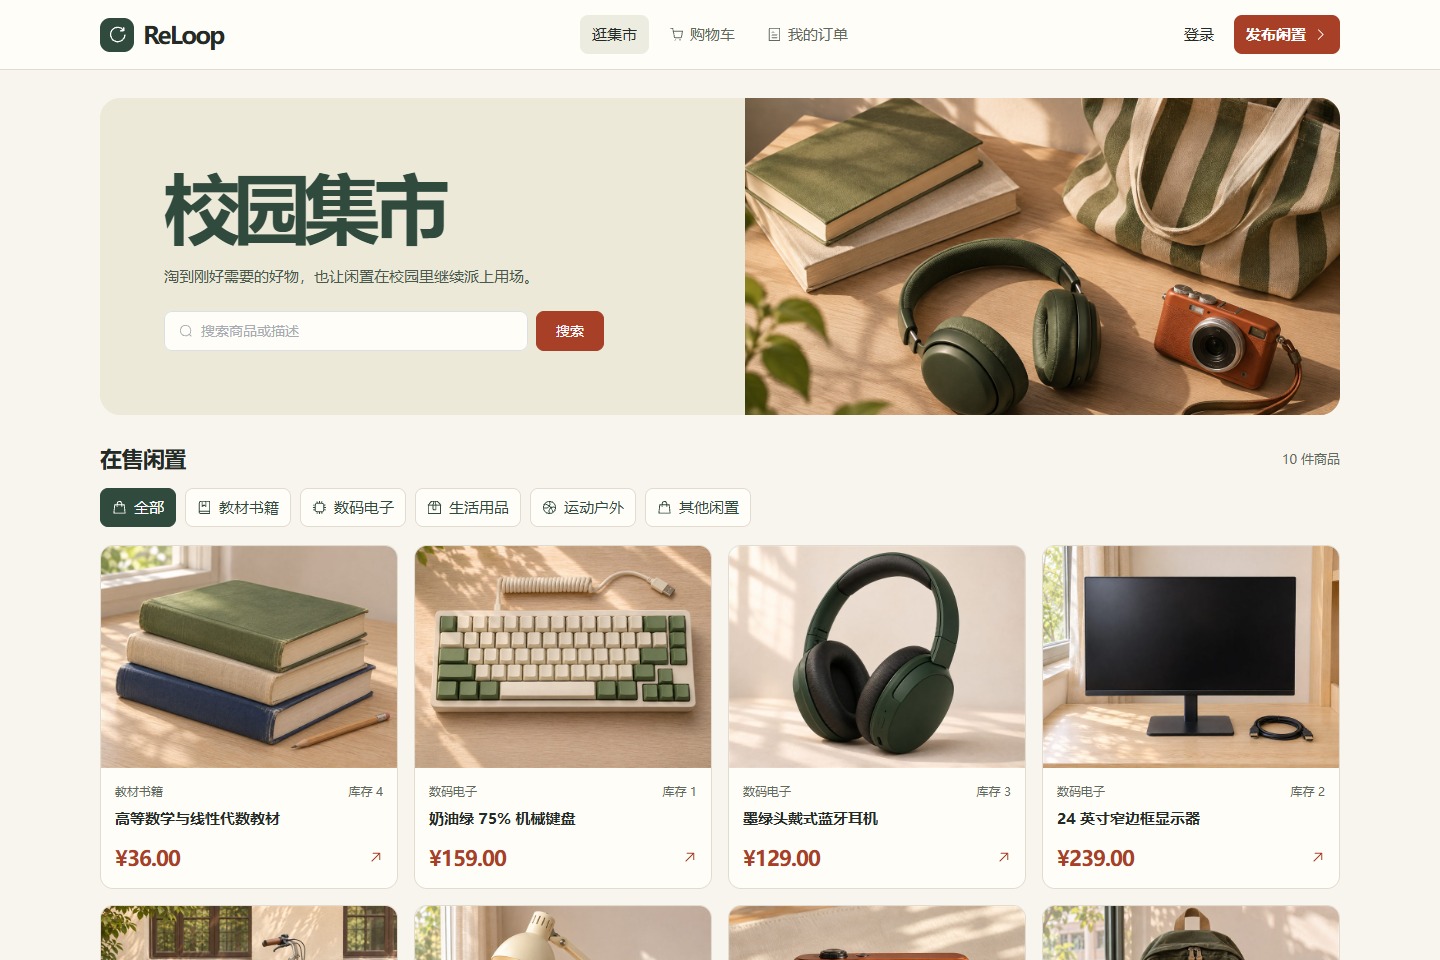 ReLoop
逛集市
购物车
我的订单
登录
发布闲置
校园集市
淘到刚好需要的好物，也让闲置在校园里继续派上用场。
搜索商品或描述
搜索
在售闲置
10 件商品
全部
教材书籍
数码电子
生活用品
运动户外
其他闲置
教材书籍 库存 4
高等数学与线性代数教材
¥36.00
数码电子 库存 1
奶油绿 75% 机械键盘
¥159.00
数码电子 库存 3
墨绿头戴式蓝牙耳机
¥129.00
数码电子 库存 2
24 英寸窄边框显示器
¥239.00